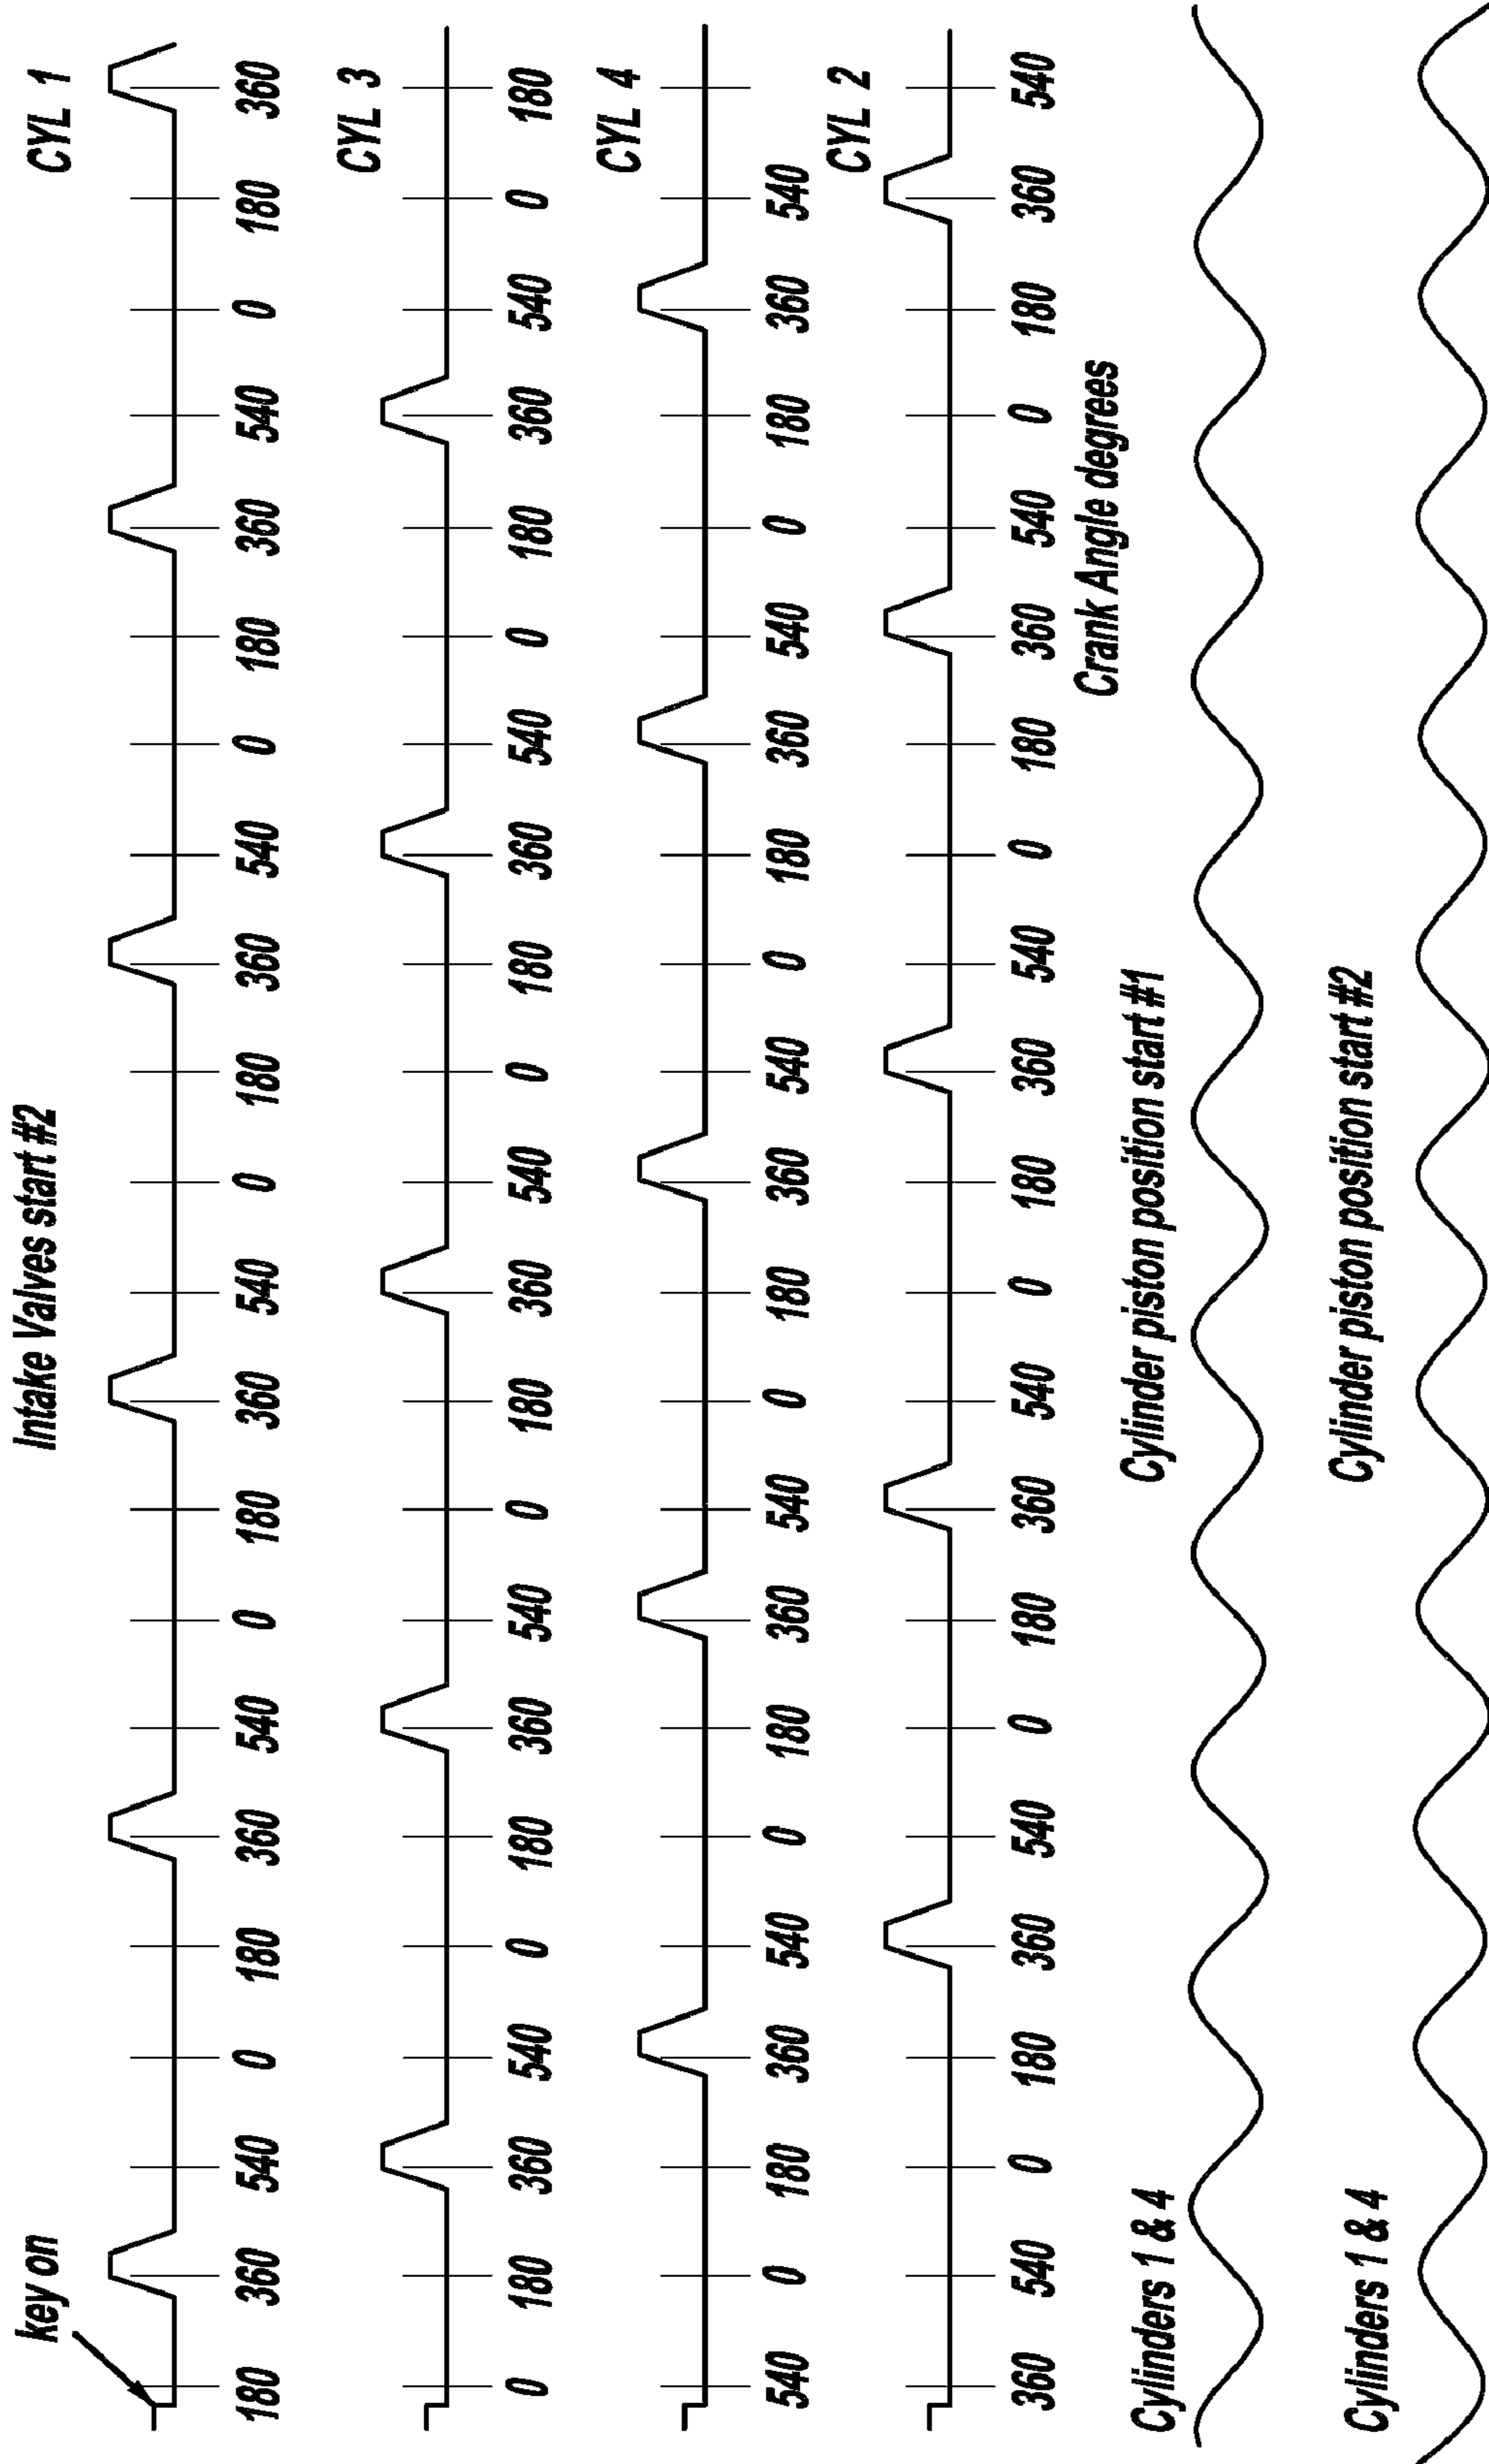 key on
Intake Valves start #2
CYL 1
180 360 540 0 180 360 540 0 180 360 540 0 180 360 540 0 180 360 540 0 180 360
CYL 3
0 180 360 540 0 180 360 540 0 180 360 540 0 180 360 540 0 180 360 540 0 180
CYL 4
540 0 180 360 540 0 180 360 540 0 180 360 540 0 180 360 540 0 180 360 540
CYL 2
360 540 0 180 360 540 0 180 360 540 0 180 360 540 0 180 360 540 0 180 360 540
Crank Angle degrees
Cylinders 1 & 4
Cylinder piston position start #1
Cylinders 1 & 4
Cylinder piston position start #2